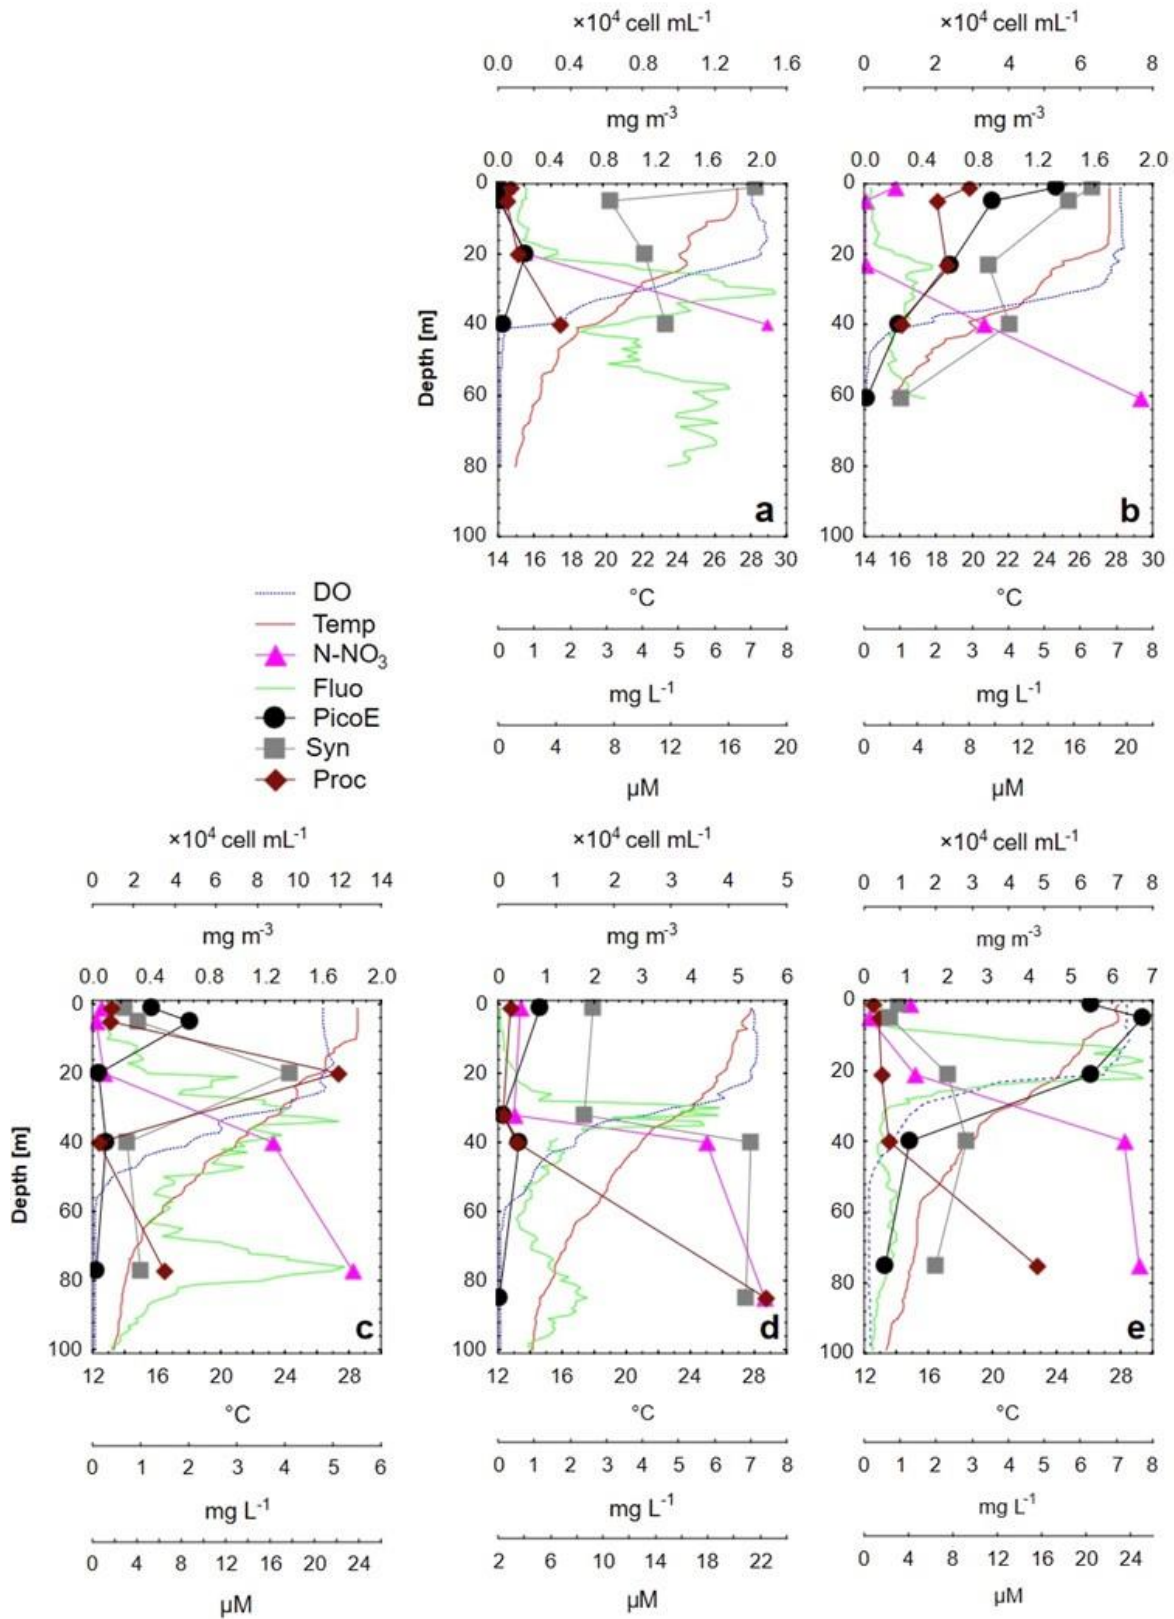 ×10⁴ cell mL⁻¹ ×10⁴ cell mL⁻¹
0.0 0.4 0.8 1.2 1.6 0 2 4 6 8
mg m⁻³ mg m⁻³
0.0 0.4 0.8 1.2 1.6 2.0 0.0 0.4 0.8 1.2 1.6 2.0
0 0
20 20
Depth [m]
40 40
60 60
80 80
a b
100 100
14 16 18 20 22 24 26 28 30 14 16 18 20 22 24 26 28 30
°C °C
0 1 2 3 4 5 6 7 8 0 1 2 3 4 5 6 7 8
mg L⁻¹ mg L⁻¹
0 4 8 12 16 20 0 4 8 12 16 20
µM µM
DO
Temp
N-NO₃
Fluo
PicoE
Syn
Proc
×10⁴ cell mL⁻¹ ×10⁴ cell mL⁻¹ ×10⁴ cell mL⁻¹
0 2 4 6 8 10 12 14 0 1 2 3 4 5 0 1 2 3 4 5 6 7 8
mg m⁻³ mg m⁻³ mg m⁻³
0.0 0.4 0.8 1.2 1.6 2.0 0 1 2 3 4 5 6 0 1 2 3 4 5 6 7
0 0 0
20 20 20
Depth [m]
40 40 40
60 60 60
80 80 80
c d e
100 100 100
12 16 20 24 28 12 16 20 24 28 12 16 20 24 28
°C °C °C
0 1 2 3 4 5 6 0 1 2 3 4 5 6 7 8 0 1 2 3 4 5 6 7 8
mg L⁻¹ mg L⁻¹ mg L⁻¹
0 4 8 12 16 20 24 2 6 10 14 18 22 0 4 8 12 16 20 24
µM µM µM